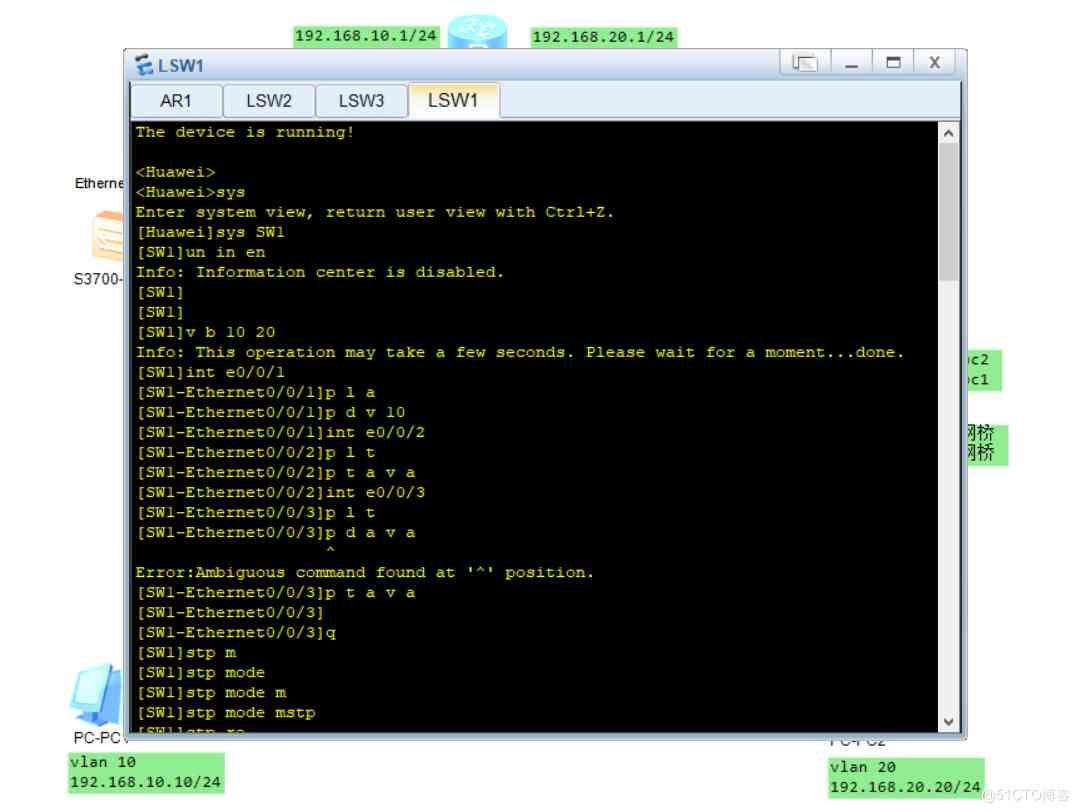 192.168.10.1/24
192.168.20.1/24
LSW1
AR1
LSW2
LSW3
LSW1
The device is running!
<Huawei>
<Huawei>sys
Enter system view, return user view with Ctrl+Z.
[Huawei]sys SW1
[SW1]un in en
Info: Information center is disabled.
[SW1]
[SW1]
[SW1]v b 10 20
Info: This operation may take a few seconds. Please wait for a moment...done.
[SW1]int e0/0/1
[SW1-Ethernet0/0/1]p l a
[SW1-Ethernet0/0/1]p d v 10
[SW1-Ethernet0/0/1]int e0/0/2
[SW1-Ethernet0/0/2]p l t
[SW1-Ethernet0/0/2]p t a v a
[SW1-Ethernet0/0/2]int e0/0/3
[SW1-Ethernet0/0/3]p l t
[SW1-Ethernet0/0/3]p d a v a
^
Error:Ambiguous command found at '^' position.
[SW1-Ethernet0/0/3]p t a v a
[SW1-Ethernet0/0/3]
[SW1-Ethernet0/0/3]q
[SW1]stp m
[SW1]stp mode
[SW1]stp mode m
[SW1]stp mode mstp
Etherne
S3700-
c2
c1
网桥
网桥
PC-PC
vlan 10
192.168.10.10/24
PC-PC2
vlan 20
192.168.20.20/24
@51CTO博客